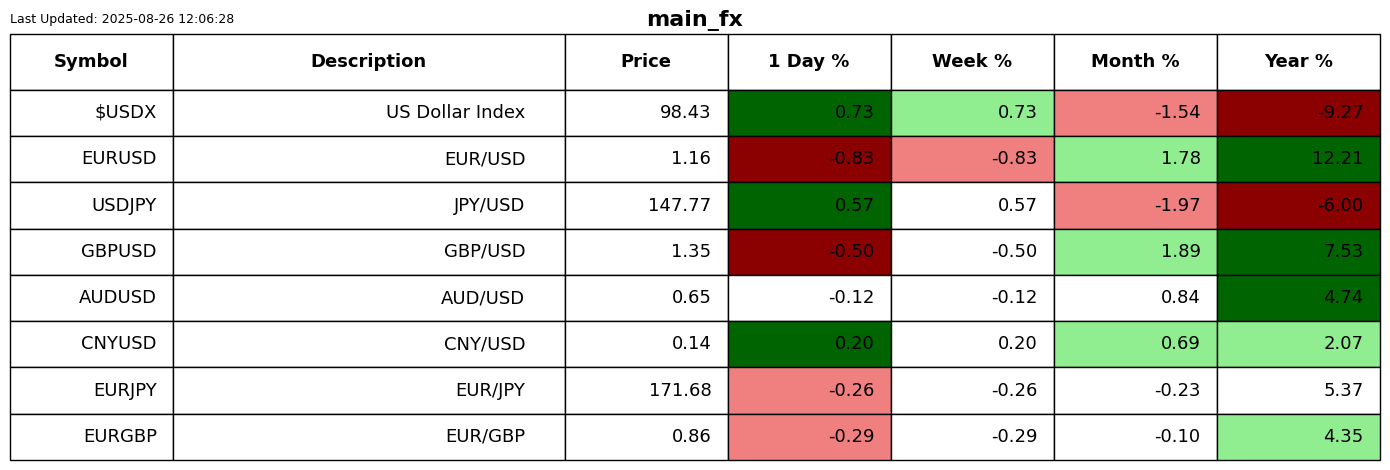 Last Updated: 2025-08-26 12:06:28
main_fx
Symbol Description Price 1 Day % Week % Month % Year %
$USDX US Dollar Index 98.43 0.73 0.73 -1.54 -9.27
EURUSD EUR/USD 1.16 -0.83 -0.83 1.78 12.21
USDJPY JPY/USD 147.77 0.57 0.57 -1.97 -6.00
GBPUSD GBP/USD 1.35 -0.50 -0.50 1.89 7.53
AUDUSD AUD/USD 0.65 -0.12 -0.12 0.84 4.74
CNYUSD CNY/USD 0.14 0.20 0.20 0.69 2.07
EURJPY EUR/JPY 171.68 -0.26 -0.26 -0.23 5.37
EURGBP EUR/GBP 0.86 -0.29 -0.29 -0.10 4.35